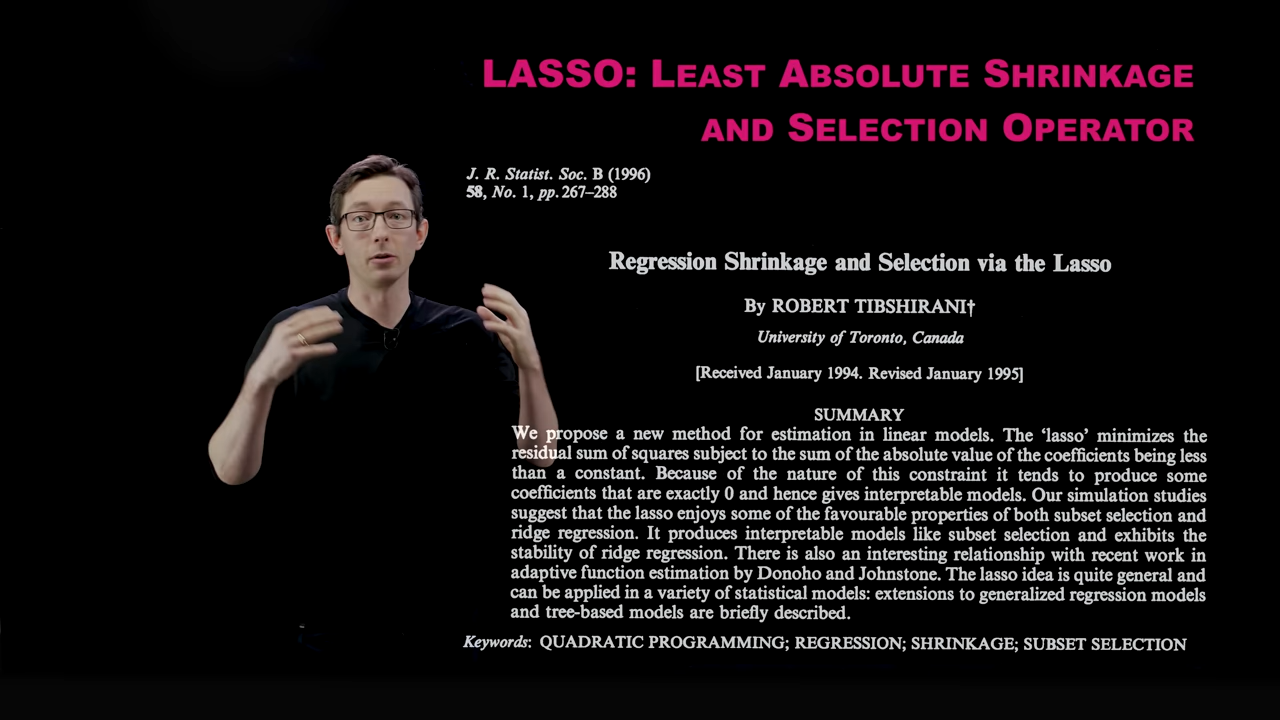 LASSO: LEAST ABSOLUTE SHRINKAGE
AND SELECTION OPERATOR
J. R. Statist. Soc. B (1996)
58, No. 1, pp. 267–288
Regression Shrinkage and Selection via the Lasso
By ROBERT TIBSHIRANI†
University of Toronto, Canada
[Received January 1994. Revised January 1995]
SUMMARY
We propose a new method for estimation in linear models. The ‘lasso’ minimizes the
residual sum of squares subject to the sum of the absolute value of the coefficients being less
than a constant. Because of the nature of this constraint it tends to produce some
coefficients that are exactly 0 and hence gives interpretable models. Our simulation studies
suggest that the lasso enjoys some of the favourable properties of both subset selection and
ridge regression. It produces interpretable models like subset selection and exhibits the
stability of ridge regression. There is also an interesting relationship with recent work in
adaptive function estimation by Donoho and Johnstone. The lasso idea is quite general and
can be applied in a variety of statistical models: extensions to generalized regression models
and tree-based models are briefly described.
Keywords: QUADRATIC PROGRAMMING; REGRESSION; SHRINKAGE; SUBSET SELECTION